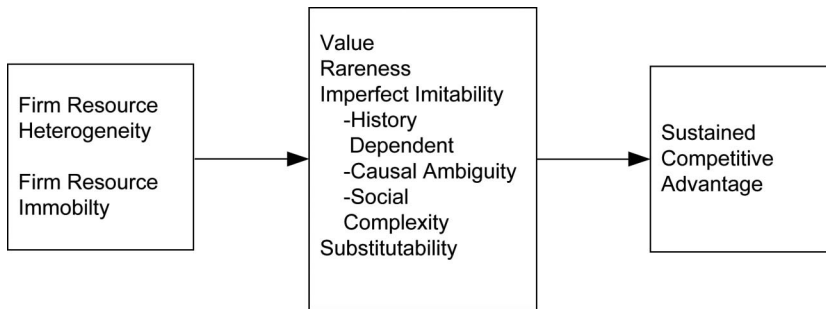 Firm Resource
Heterogeneity
Firm Resource
Immobilty
Value
Rareness
Imperfect Imitability
-History
Dependent
-Causal Ambiguity
-Social
Complexity
Substitutability
Sustained
Competitive
Advantage